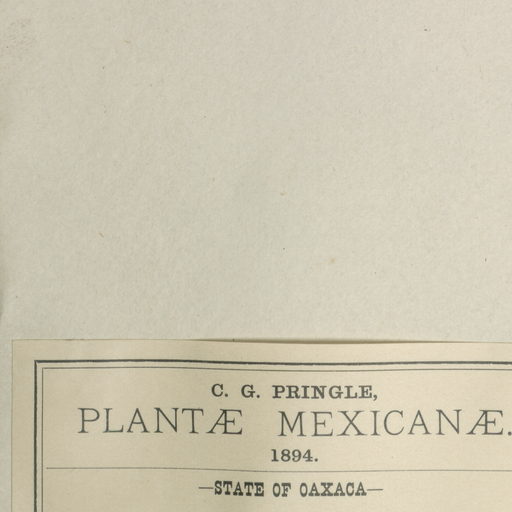 C. G. PRINGLE,
PLANTÆ MEXICANÆ.
1894.
—STATE OF OAXACA—